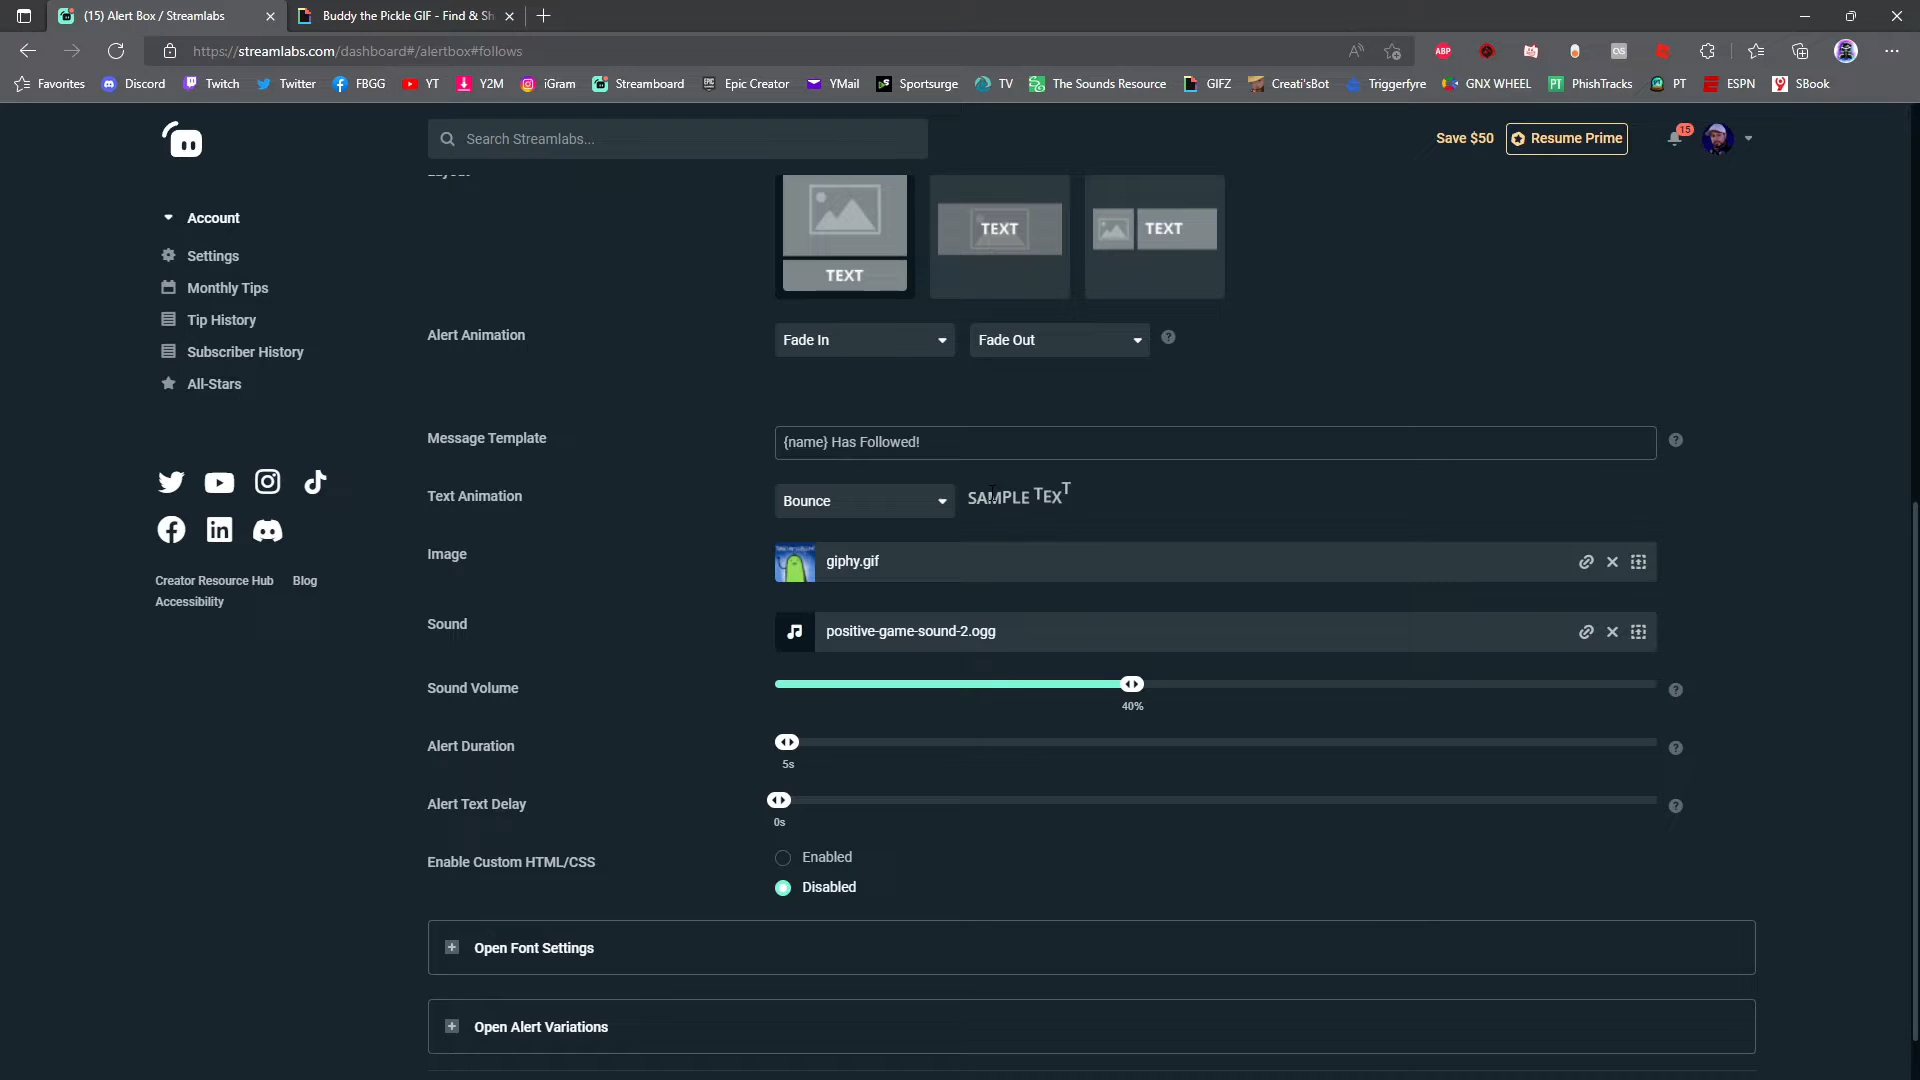 (15) Alert Box / Streamlabs
Buddy the Pickle GIF - Find & Sh
https://streamlabs.com/dashboard#/alertbox#follows
ABP
Favorites Discord Twitch Twitter FBGG YT Y2M iGram Streamboard Epic Creator YMail Sportsurge TV The Sounds Resource GIFZ Creati'sBot Triggerfyre GNX WHEEL PT PhishTracks PT ESPN SBook
Search Streamlabs...
Save $50
Resume Prime
15
Account
Settings
Monthly Tips
Tip History
Subscriber History
All-Stars
Creator Resource Hub Blog
Accessibility
TEXT
TEXT
TEXT
Alert Animation
Fade In
Fade Out
Message Template
{name} Has Followed!
Text Animation
Bounce
SAMPLE TEXT
Image
giphy.gif
Sound
positive-game-sound-2.ogg
Sound Volume
40%
Alert Duration
5s
Alert Text Delay
0s
Enable Custom HTML/CSS
Enabled
Disabled
Open Font Settings
Open Alert Variations